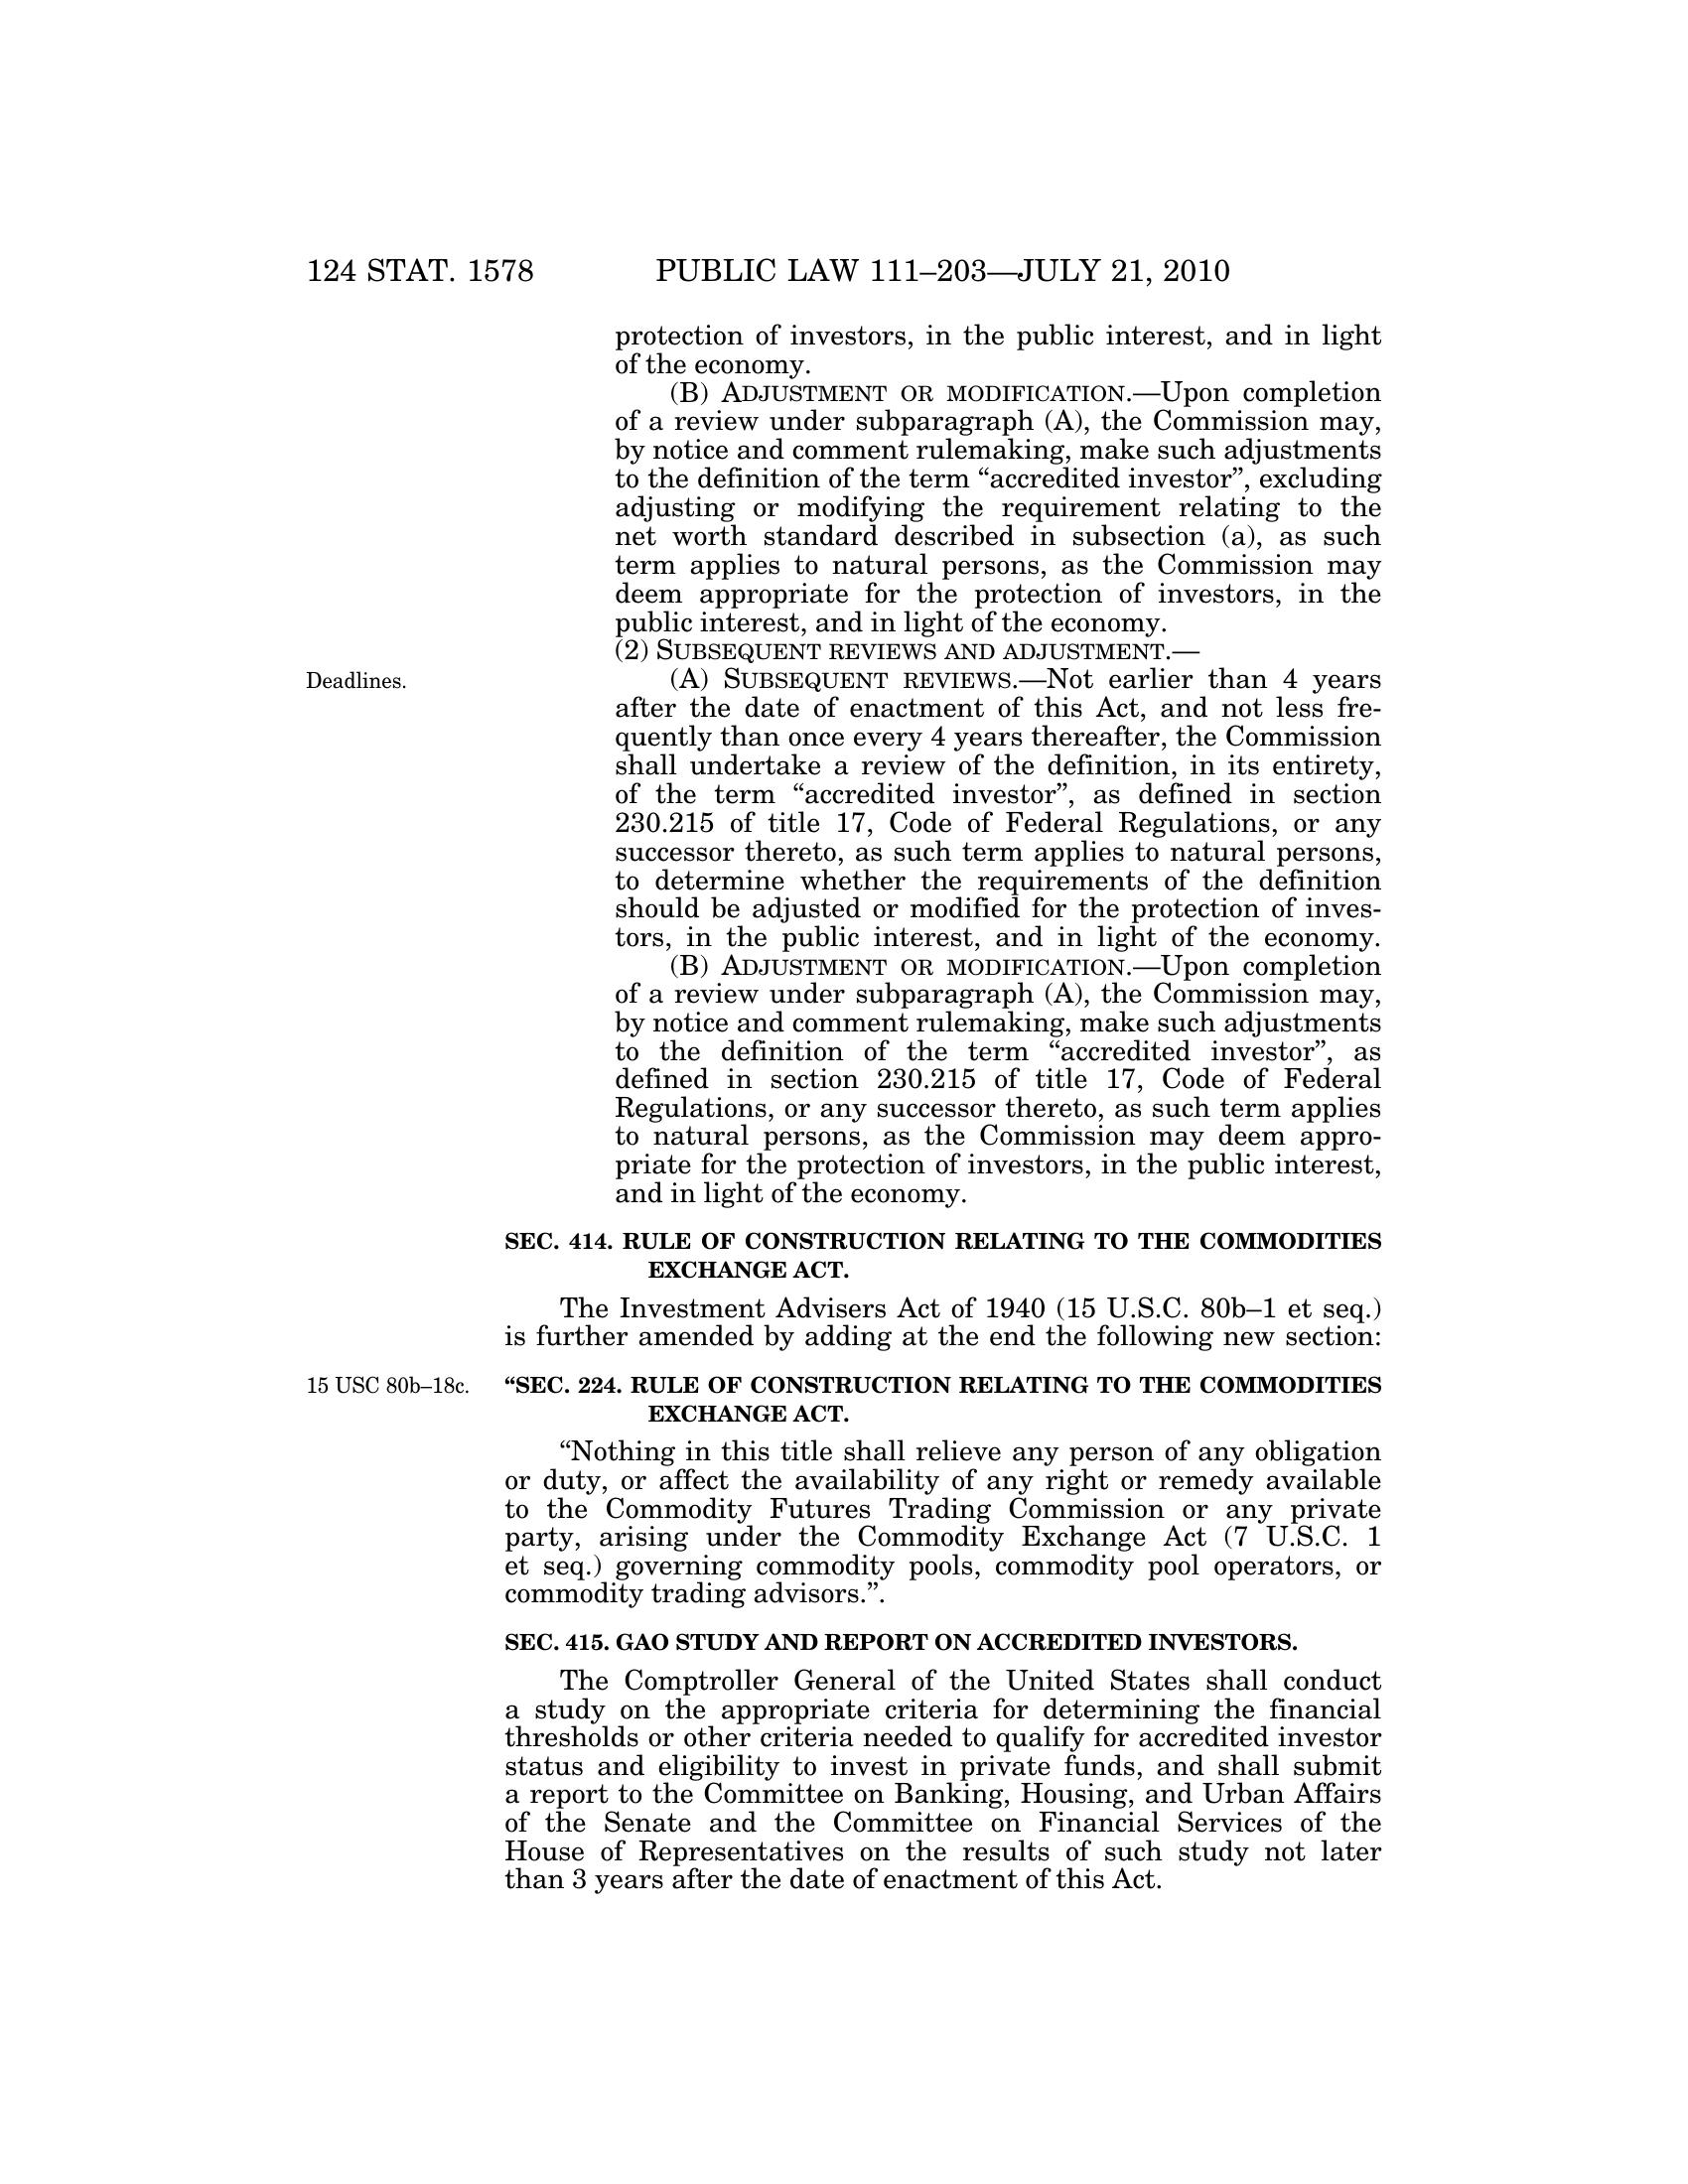 124 STAT. 1578 PUBLIC LAW 111–203—JULY 21, 2010
protection of investors, in the public interest, and in light
of the economy.
(B) ADJUSTMENT OR MODIFICATION.—Upon completion
of a review under subparagraph (A), the Commission may,
by notice and comment rulemaking, make such adjustments
to the definition of the term “accredited investor”, excluding
adjusting or modifying the requirement relating to the
net worth standard described in subsection (a), as such
term applies to natural persons, as the Commission may
deem appropriate for the protection of investors, in the
public interest, and in light of the economy.
(2) SUBSEQUENT REVIEWS AND ADJUSTMENT.—
Deadlines.
(A) SUBSEQUENT REVIEWS.—Not earlier than 4 years
after the date of enactment of this Act, and not less fre-
quently than once every 4 years thereafter, the Commission
shall undertake a review of the definition, in its entirety,
of the term “accredited investor”, as defined in section
230.215 of title 17, Code of Federal Regulations, or any
successor thereto, as such term applies to natural persons,
to determine whether the requirements of the definition
should be adjusted or modified for the protection of inves-
tors, in the public interest, and in light of the economy.
(B) ADJUSTMENT OR MODIFICATION.—Upon completion
of a review under subparagraph (A), the Commission may,
by notice and comment rulemaking, make such adjustments
to the definition of the term “accredited investor”, as
defined in section 230.215 of title 17, Code of Federal
Regulations, or any successor thereto, as such term applies
to natural persons, as the Commission may deem appro-
priate for the protection of investors, in the public interest,
and in light of the economy.
SEC. 414. RULE OF CONSTRUCTION RELATING TO THE COMMODITIES
EXCHANGE ACT.
The Investment Advisers Act of 1940 (15 U.S.C. 80b–1 et seq.)
is further amended by adding at the end the following new section:
15 USC 80b–18c.
“SEC. 224. RULE OF CONSTRUCTION RELATING TO THE COMMODITIES
EXCHANGE ACT.
“Nothing in this title shall relieve any person of any obligation
or duty, or affect the availability of any right or remedy available
to the Commodity Futures Trading Commission or any private
party, arising under the Commodity Exchange Act (7 U.S.C. 1
et seq.) governing commodity pools, commodity pool operators, or
commodity trading advisors.”.
SEC. 415. GAO STUDY AND REPORT ON ACCREDITED INVESTORS.
The Comptroller General of the United States shall conduct
a study on the appropriate criteria for determining the financial
thresholds or other criteria needed to qualify for accredited investor
status and eligibility to invest in private funds, and shall submit
a report to the Committee on Banking, Housing, and Urban Affairs
of the Senate and the Committee on Financial Services of the
House of Representatives on the results of such study not later
than 3 years after the date of enactment of this Act.